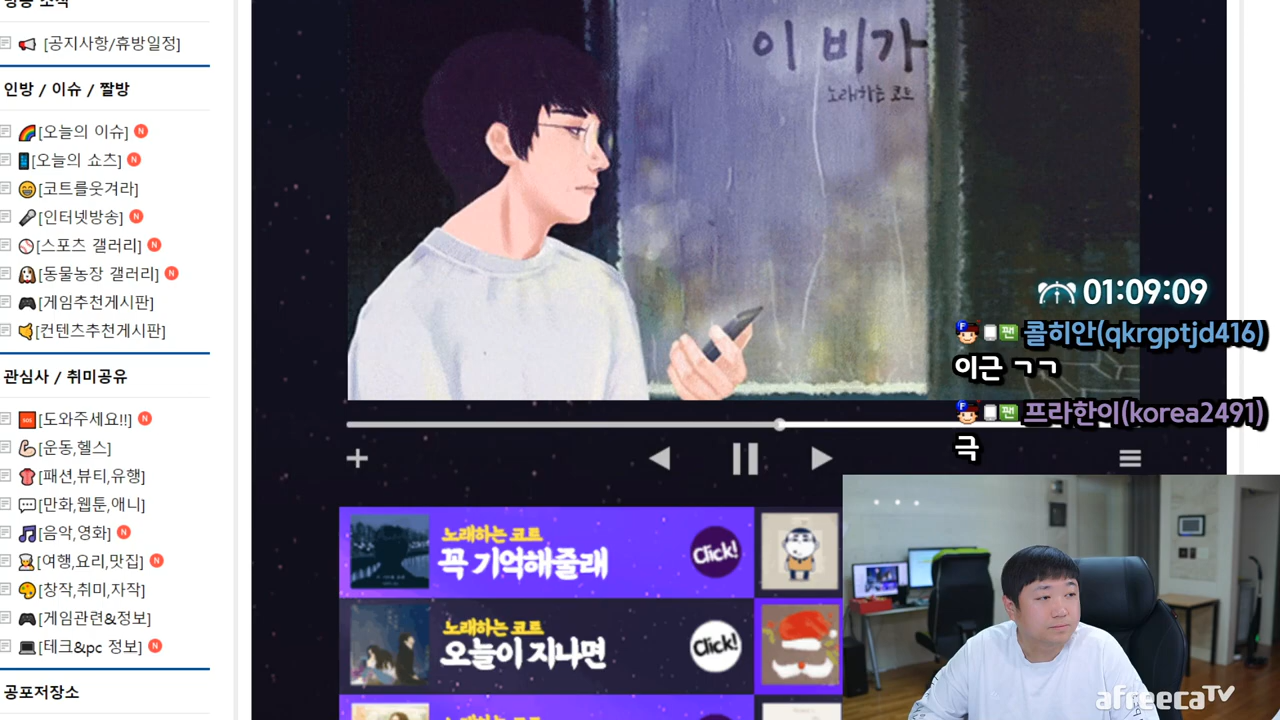 [공지사항/휴방일정]
인방 / 이슈 / 짤방
[오늘의 이슈] N
[오늘의 쇼츠] N
[코트를웃겨라]
[인터넷방송] N
[스포츠 갤러리] N
[동물농장 갤러리] N
[게임추천게시판]
[컨텐츠추천게시판]
관심사 / 취미공유
SOS [도와주세요!!] N
[운동,헬스]
[패션,뷰티,유행]
[만화,웹툰,애니]
[음악,영화] N
[여행,요리,맛집] N
[창작,취미,자작]
[게임관련&정보]
[테크&pc 정보] N
공포저장소
이 비가
노래하는 코트
01:09:09
F 팬 콜히안(qkrgptjd416)
이근 ㄱㄱ
F 팬 프라한이(korea2491)
극
노래하는 코트
꼭 기억해줄래
Click!
노래하는 코트
오늘이 지나면
Click!
afreecaTV